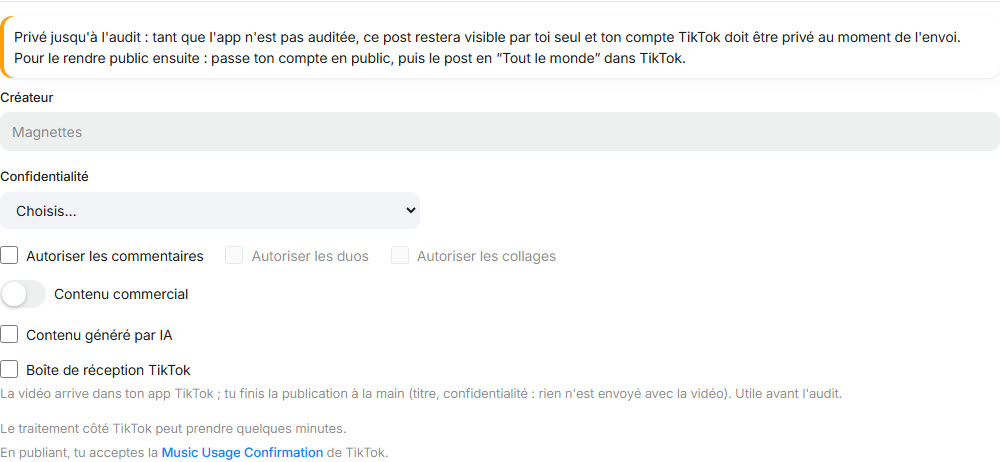 Privé jusqu'à l'audit : tant que l'app n'est pas auditée, ce post restera visible par toi seul et ton compte TikTok doit être privé au moment de l'envoi.
Pour le rendre public ensuite : passe ton compte en public, puis le post en “Tout le monde” dans TikTok.
Créateur
Magnettes
Confidentialité
Choisis...
Autoriser les commentaires Autoriser les duos Autoriser les collages
Contenu commercial
Contenu généré par IA
Boîte de réception TikTok
La vidéo arrive dans ton app TikTok ; tu finis la publication à la main (titre, confidentialité : rien n'est envoyé avec la vidéo). Utile avant l'audit.
Le traitement côté TikTok peut prendre quelques minutes.
En publiant, tu acceptes la Music Usage Confirmation de TikTok.